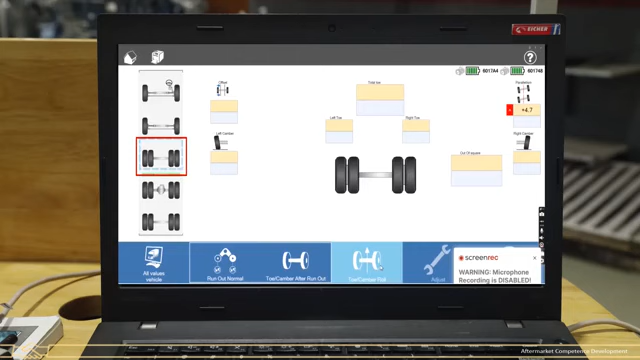 EICHER
?
6017A4
601748
Offset
Total toe
Parallelism
+4.7
Left Toe
Right Toe
Left Camber
Right Camber
Out Of square
All values
vehicle
Run Out Normal
Toe/Camber After Run Out
Toe/Camber Roll
Adjust
screenrec
WARNING: Microphone
Recording is DISABLED!
Aftermarket Competence Development